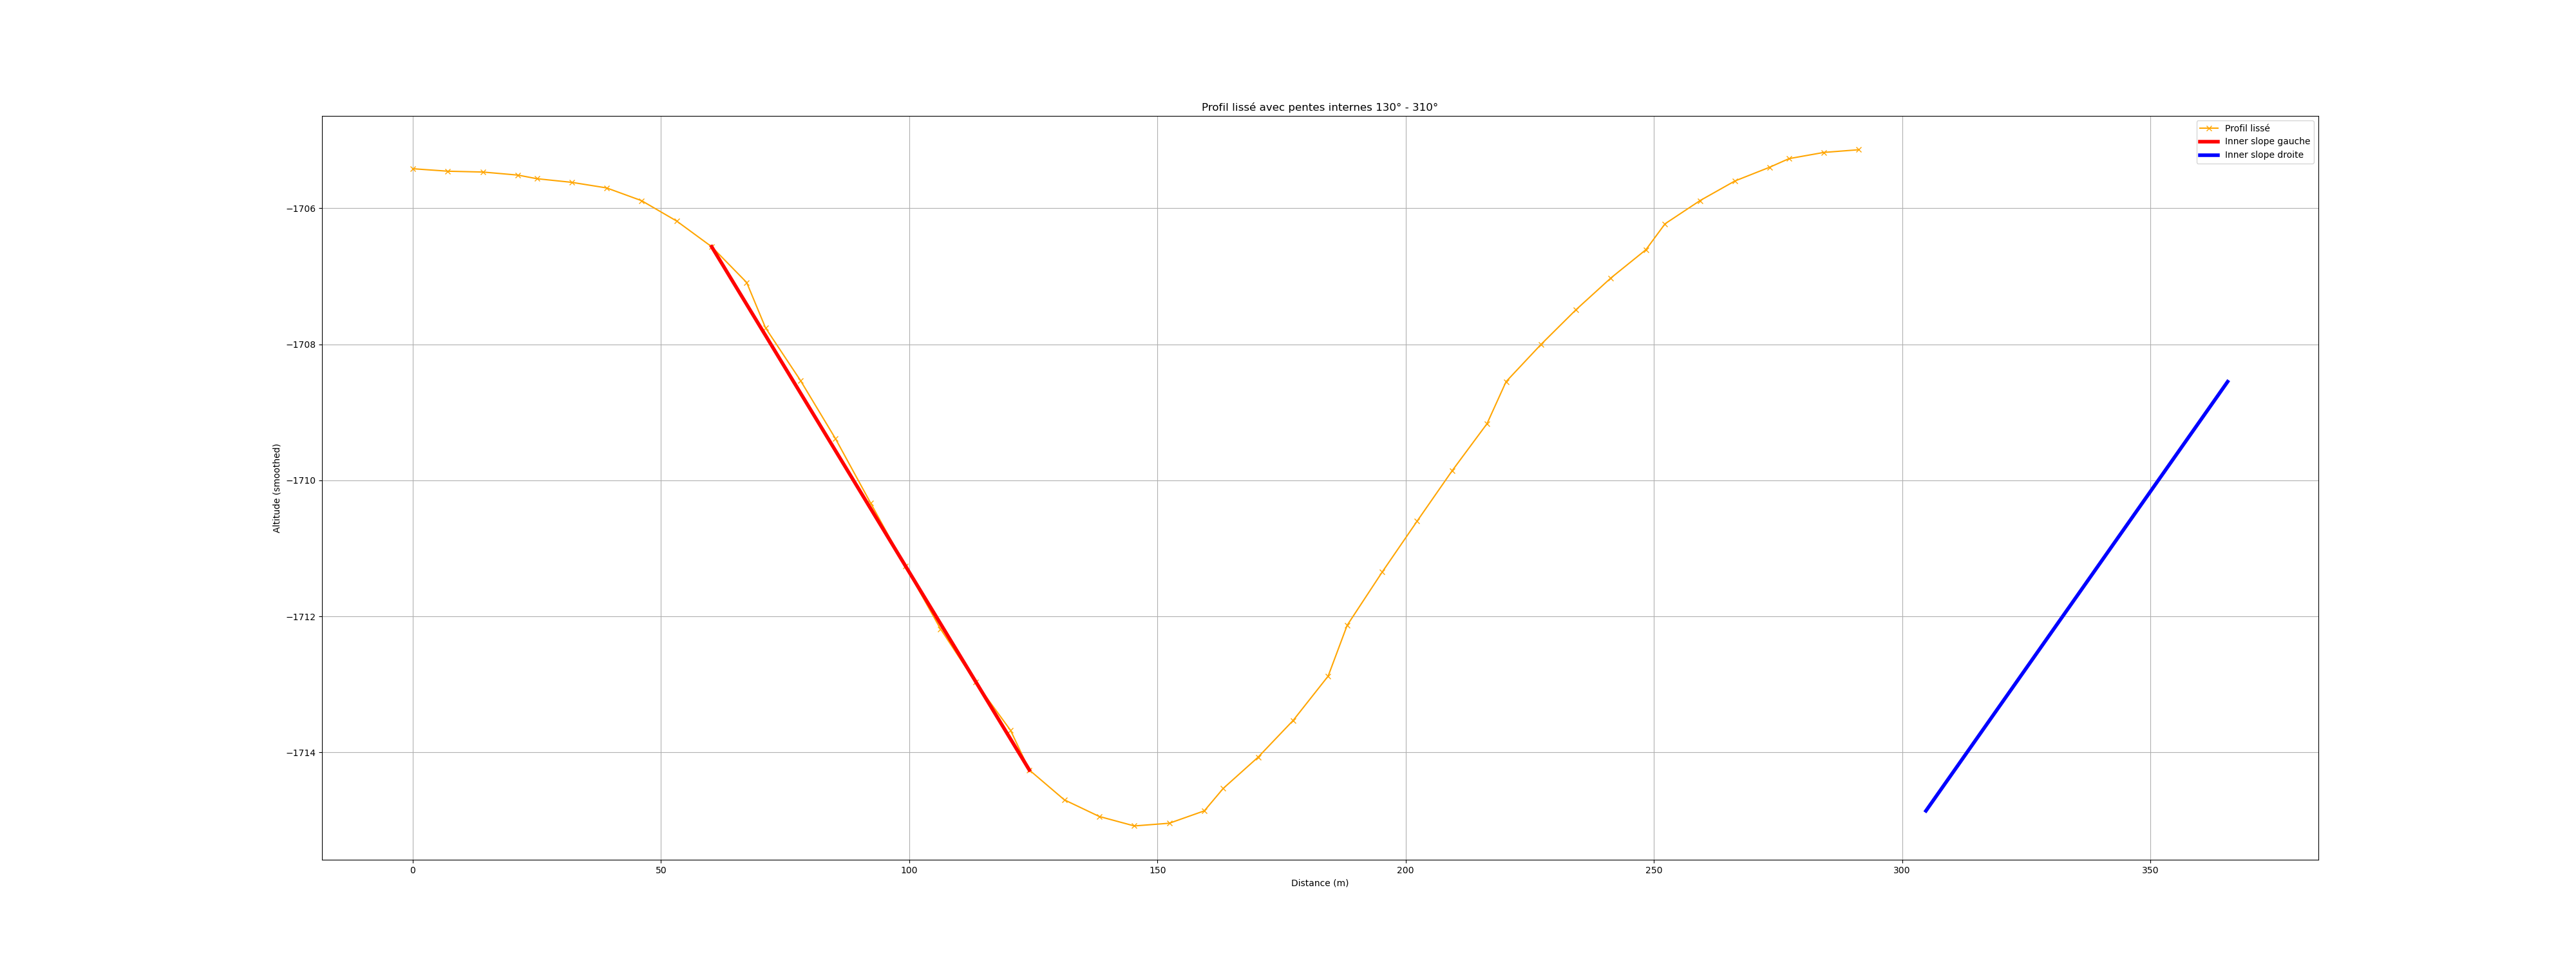 Profil lissé avec pentes internes 130° - 310°
Profil lissé
Inner slope gauche
Inner slope droite
Altitude (smoothed)
−1706
−1708
−1710
−1712
−1714
0 50 100 150 200 250 300 350
Distance (m)